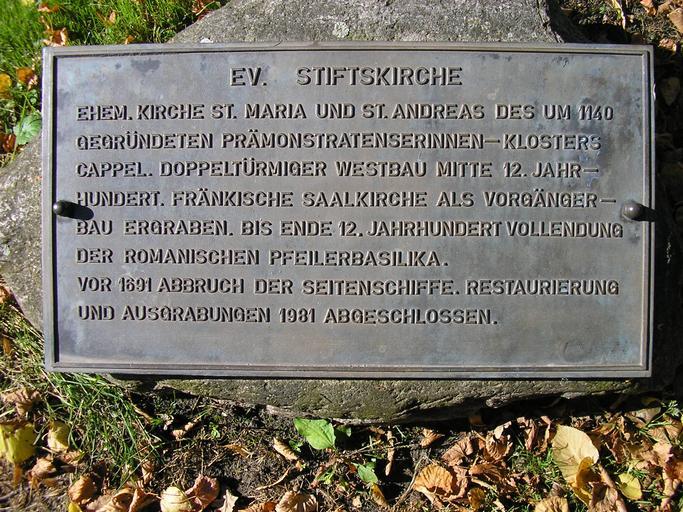 EV. STIFTSKIRCHE
EHEM. KIRCHE ST. MARIA UND ST. ANDREAS DES UM 1140
GEGRÜNDETEN PRÄMONSTRATENSERINNEN-KLOSTERS
CAPPEL. DOPPELTÜRMIGER WESTBAU MITTE 12. JAHR-
HUNDERT. FRÄNKISCHE SAALKIRCHE ALS VORGÄNGER-
BAU ERGRABEN. BIS ENDE 12. JAHRHUNDERT VOLLENDUNG
DER ROMANISCHEN PFEILERBASILIKA.
VOR 1691 ABBRUCH DER SEITENSCHIFFE. RESTAURIERUNG
UND AUSGRABUNGEN 1981 ABGESCHLOSSEN.